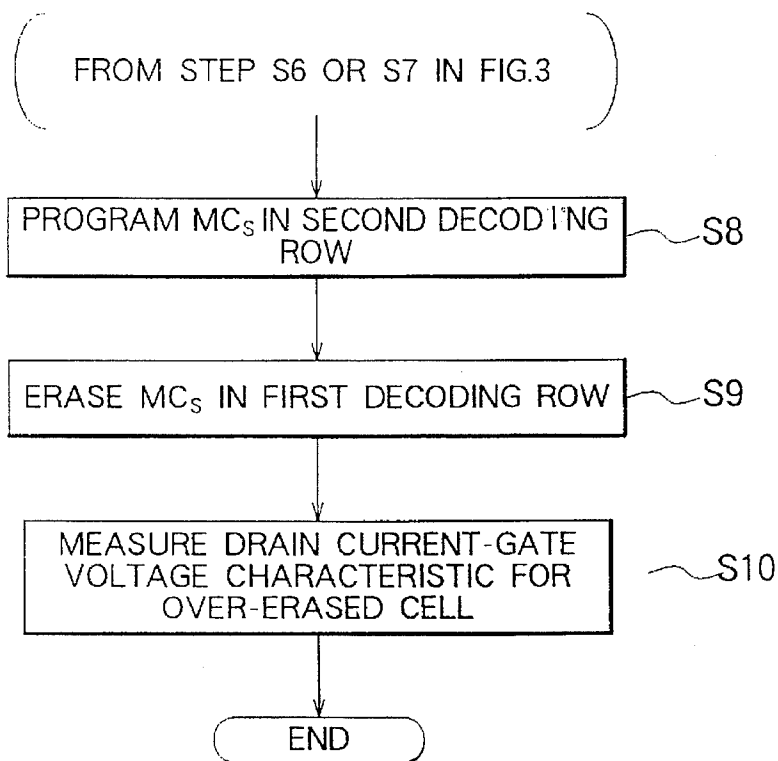 FROM STEP S6 OR S7 IN FIG.3
PROGRAM MCS IN SECOND DECODING
ROW
S8
ERASE MCS IN FIRST DECODING ROW
S9
MEASURE DRAIN CURRENT-GATE
VOLTAGE CHARACTERISTIC FOR
OVER-ERASED CELL
S10
END